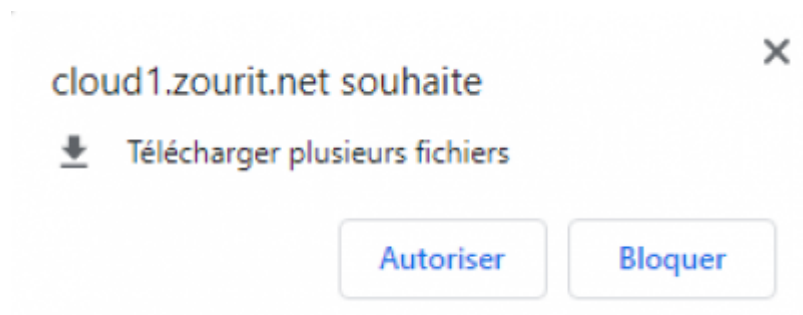 cloud1.zourit.net souhaite
Télécharger plusieurs fichiers
Autoriser
Bloquer